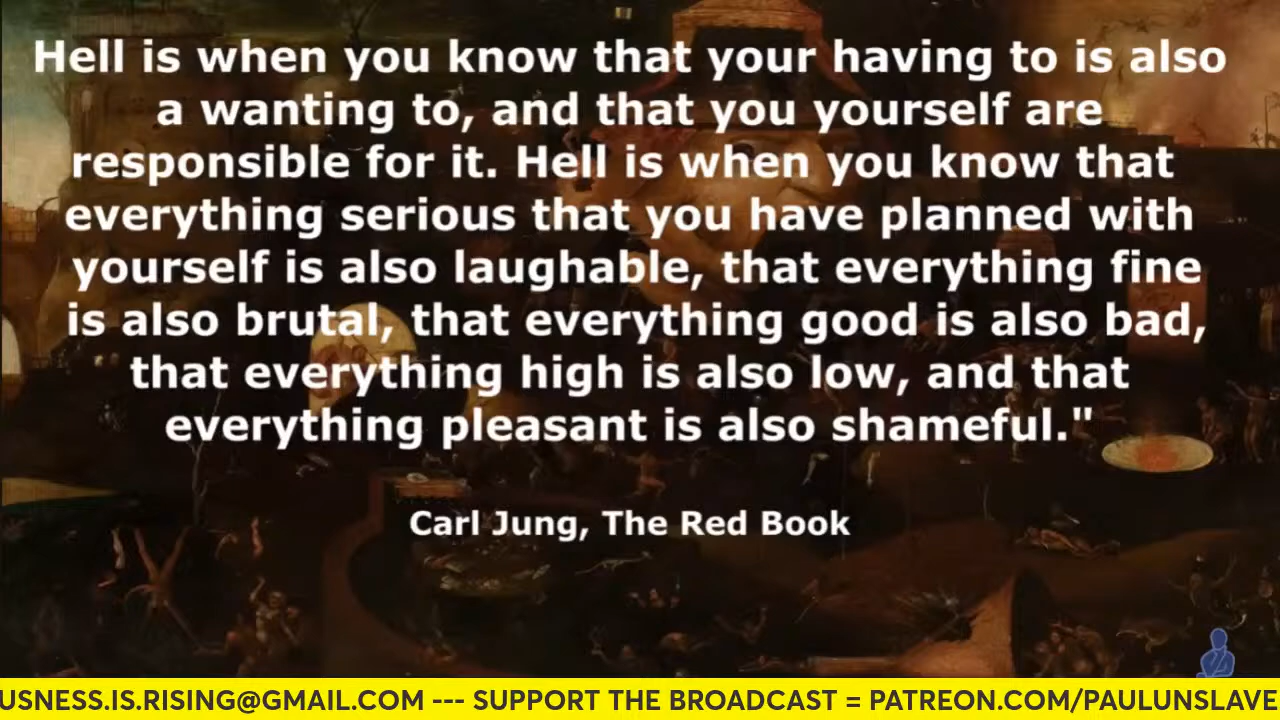 Hell is when you know that your having to is also
a wanting to, and that you yourself are
responsible for it. Hell is when you know that
everything serious that you have planned with
yourself is also laughable, that everything fine
is also brutal, that everything good is also bad,
that everything high is also low, and that
everything pleasant is also shameful."
Carl Jung, The Red Book
USNESS.IS.RISING@GMAIL.COM --- SUPPORT THE BROADCAST = PATREON.COM/PAULUNSLAVE